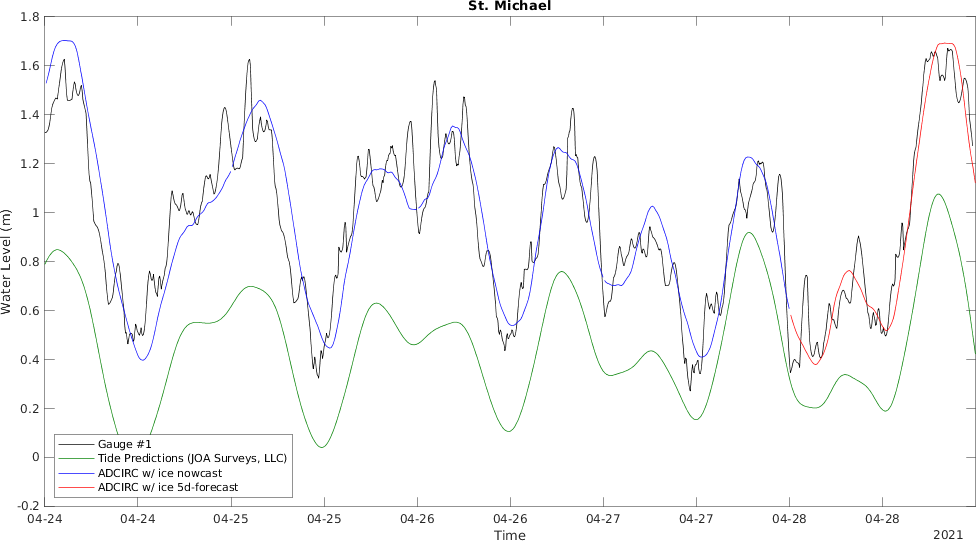 St. Michael
1.8
1.6
1.4
1.2
1
0.8
0.6
0.4
0.2
0
-0.2
Water Level (m)
Gauge #1
Tide Predictions (JOA Surveys, LLC)
ADCIRC w/ ice nowcast
ADCIRC w/ ice 5d-forecast
04-24 04-24 04-25 04-25 04-26 04-26 04-27 04-27 04-28 04-28
Time
2021